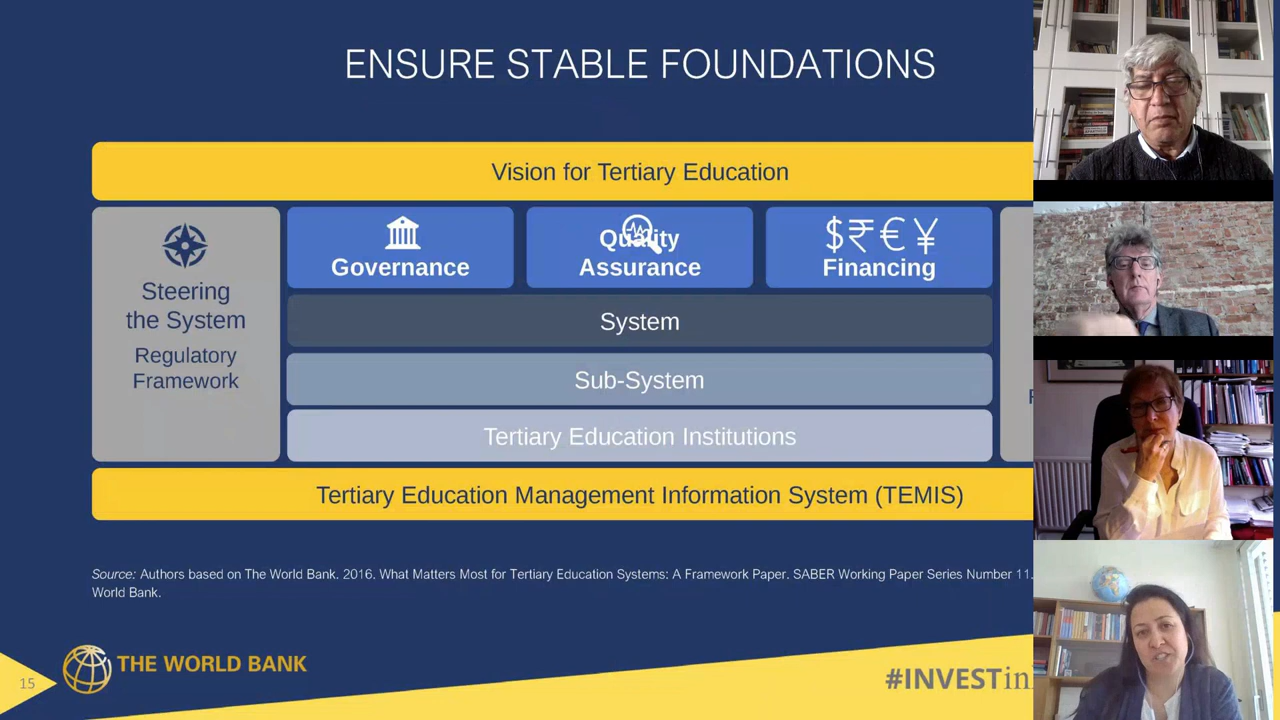 ENSURE STABLE FOUNDATIONS
Vision for Tertiary Education
Steering
the System
Regulatory
Framework
Governance
Quality
Assurance
$₹€¥
Financing
System
Sub-System
Tertiary Education Institutions
Tertiary Education Management Information System (TEMIS)
Source: Authors based on The World Bank. 2016. What Matters Most for Tertiary Education Systems: A Framework Paper. SABER Working Paper Series Number 11.
World Bank.
15
THE WORLD BANK
#INVESTin